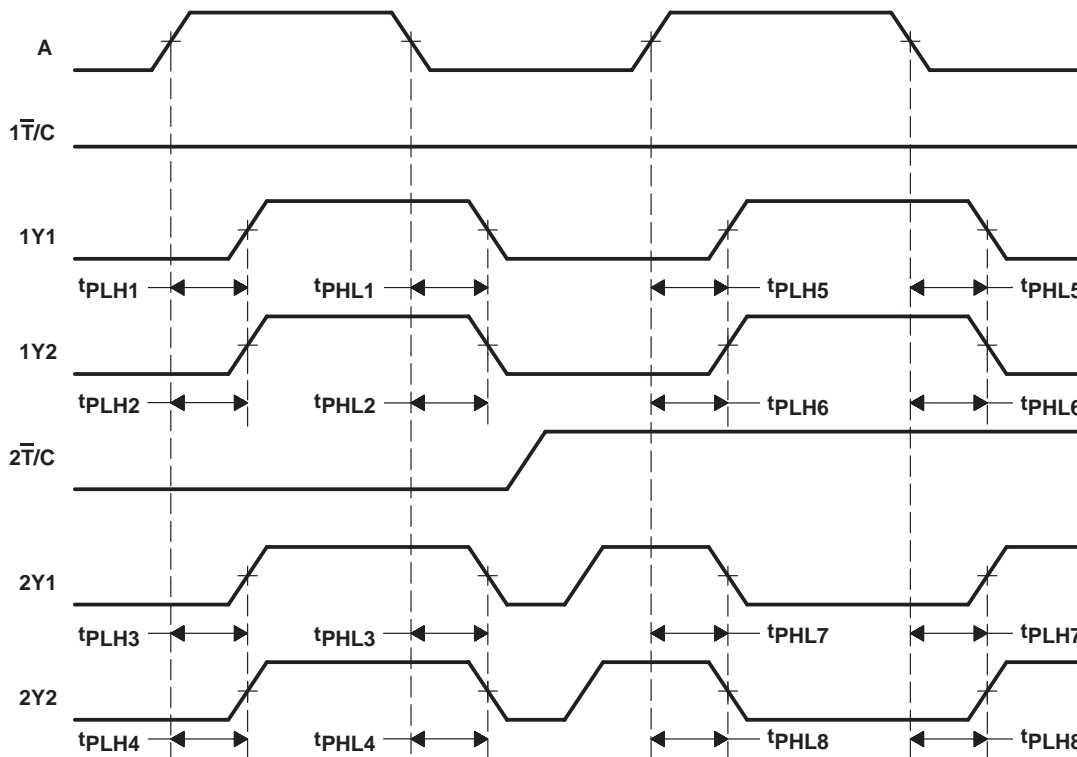 A
1T̅/C
1Y1
tPLH1 tPHL1 tPLH5 tPHL5
1Y2
tPLH2 tPHL2 tPLH6 tPHL6
2T̅/C
2Y1
tPLH3 tPHL3 tPHL7 tPLH7
2Y2
tPLH4 tPHL4 tPHL8 tPLH8